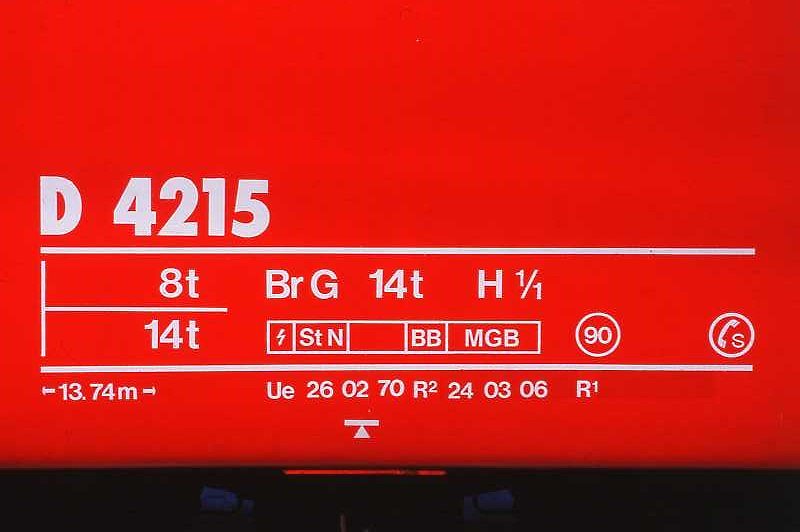 D 4215
8t Br G 14t H 1/1
14t St N BB MGB 90 S
13.74m Ue 26 02 70 R² 24 03 06 R¹